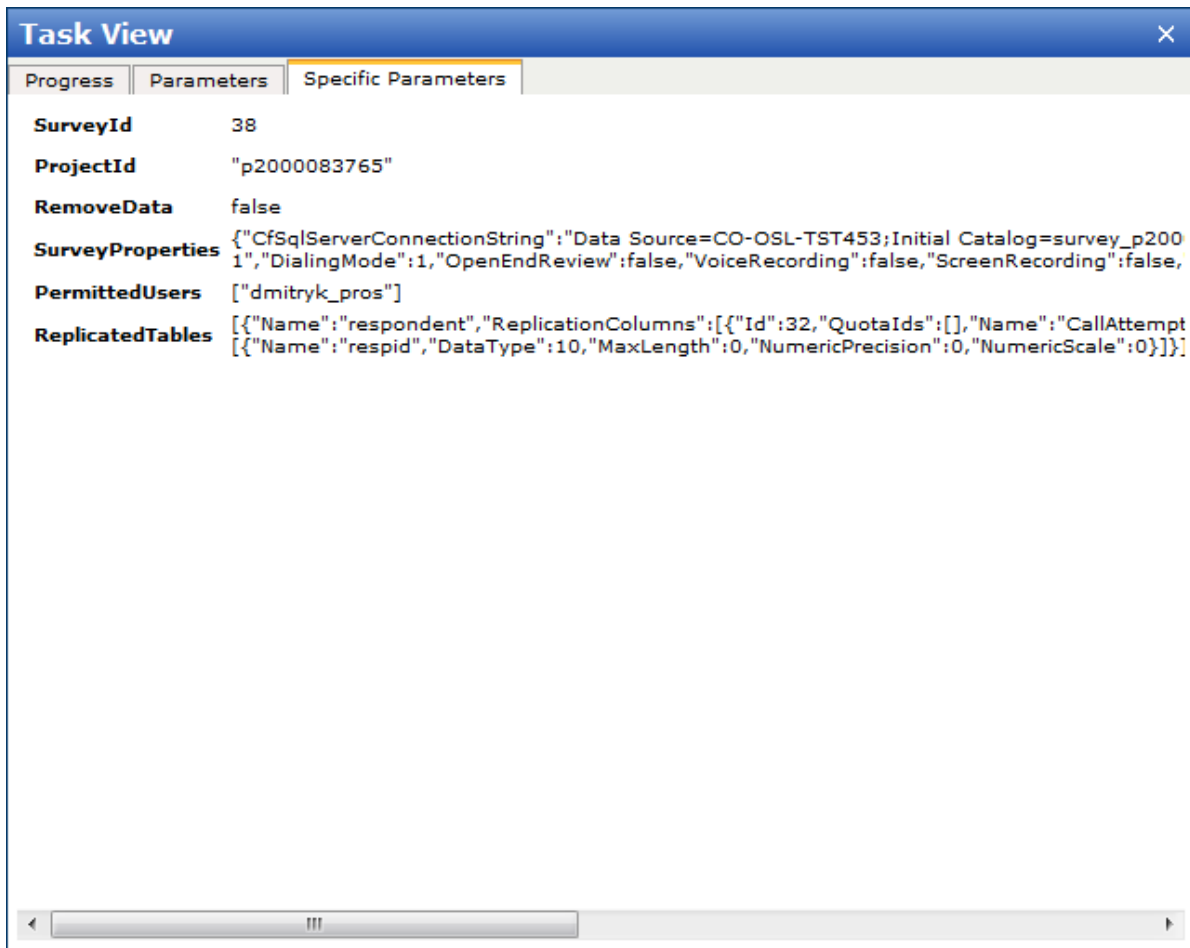 Task View
Progress Parameters Specific Parameters
SurveyId 38
ProjectId "p2000083765"
RemoveData false
SurveyProperties {"CfSqlServerConnectionString":"Data Source=CO-OSL-TST453;Initial Catalog=survey_p200
1","DialingMode":1,"OpenEndReview":false,"VoiceRecording":false,"ScreenRecording":false,
PermittedUsers ["dmitryk_pros"]
ReplicatedTables [{"Name":"respondent","ReplicationColumns":[{"Id":32,"QuotaIds":[],"Name":"CallAttempt
[{"Name":"respid","DataType":10,"MaxLength":0,"NumericPrecision":0,"NumericScale":0}]}]